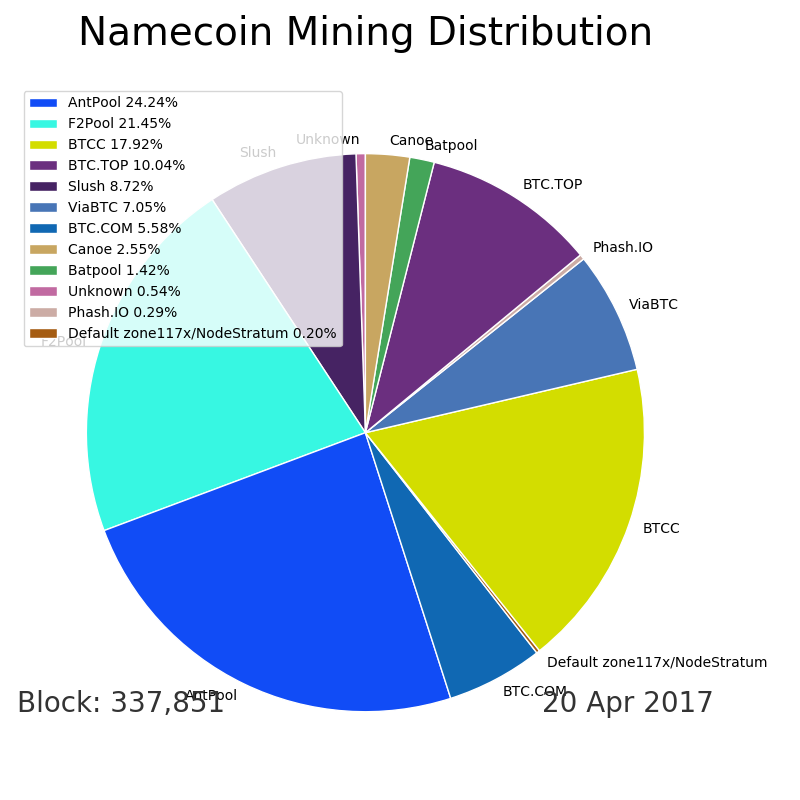 Namecoin Mining Distribution
AntPool 24.24%
F2Pool 21.45%
BTCC 17.92%
BTC.TOP 10.04%
Slush 8.72%
ViaBTC 7.05%
BTC.COM 5.58%
Canoe 2.55%
Batpool 1.42%
Unknown 0.54%
Phash.IO 0.29%
Default zone117x/NodeStratum 0.20%
Unknown
Canoe
Batpool
Slush
BTC.TOP
Phash.IO
ViaBTC
F2Pool
BTCC
Default zone117x/NodeStratum
BTC.COM
AntPool
Block: 337,851
20 Apr 2017